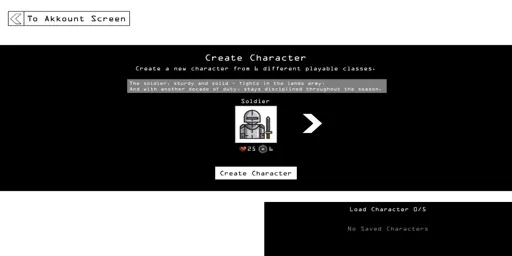 To Akkount Screen
Create Character
Create a new character from 6 different playable classes.
The soldier, sturdy and solid - fights in the lands army.
And with another decade of duty, stays disciplined throughout the season.
Soldier
25 6
Create Character
Load Character 0/5
No Saved Characters